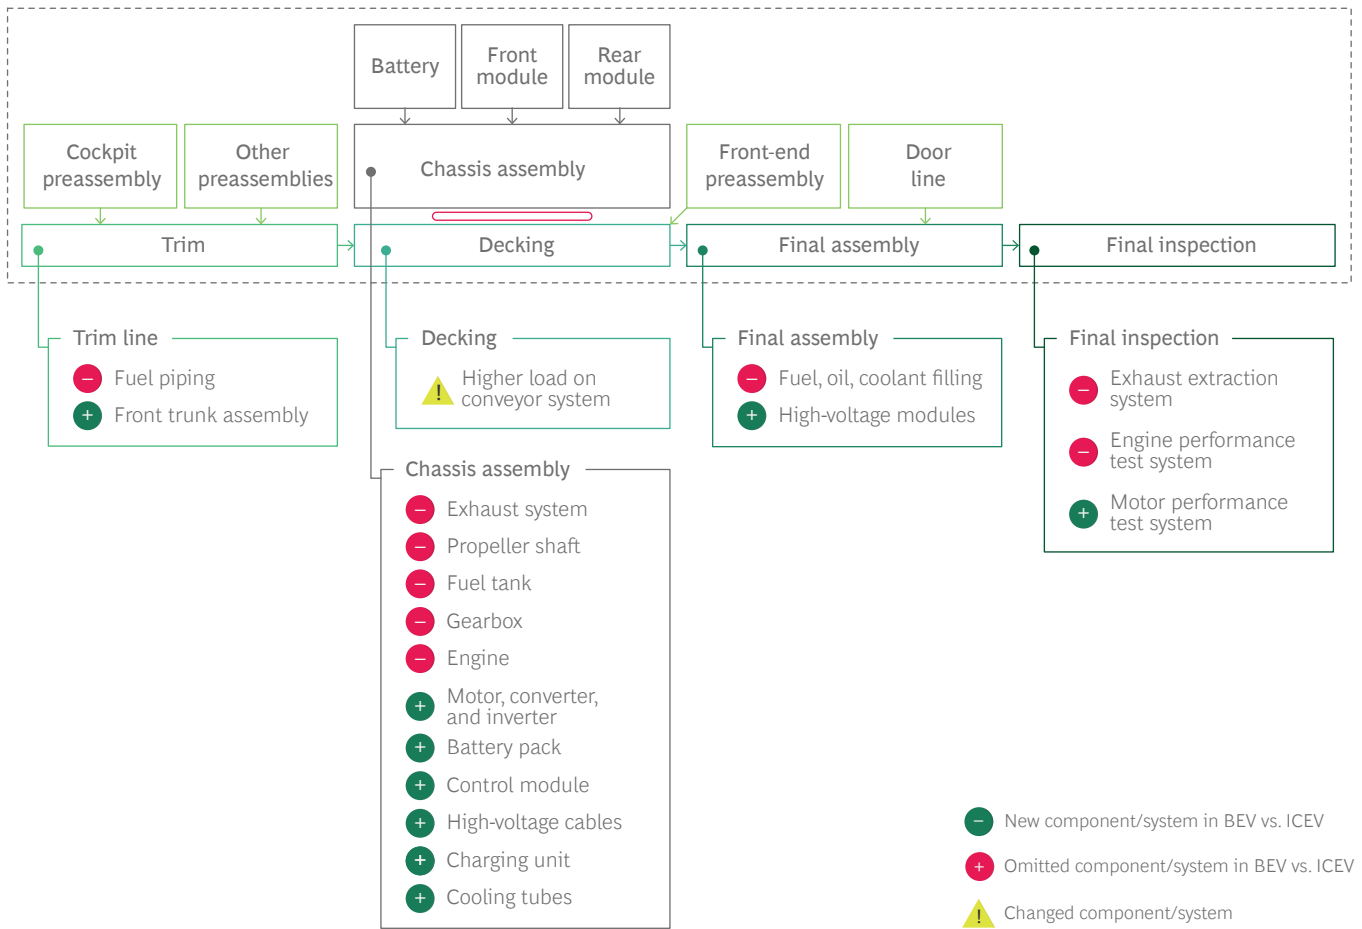 Battery
Front
module
Rear
module
Cockpit
preassembly
Other
preassemblies
Chassis assembly
Front-end
preassembly
Door
line
Trim
Decking
Final assembly
Final inspection
Trim line
− Fuel piping
+ Front trunk assembly
Decking
! Higher load on
conveyor system
Final assembly
− Fuel, oil, coolant filling
+ High-voltage modules
Final inspection
− Exhaust extraction
system
− Engine performance
test system
+ Motor performance
test system
Chassis assembly
− Exhaust system
− Propeller shaft
− Fuel tank
− Gearbox
− Engine
+ Motor, converter,
and inverter
+ Battery pack
+ Control module
+ High-voltage cables
+ Charging unit
+ Cooling tubes
− New component/system in BEV vs. ICEV
+ Omitted component/system in BEV vs. ICEV
! Changed component/system